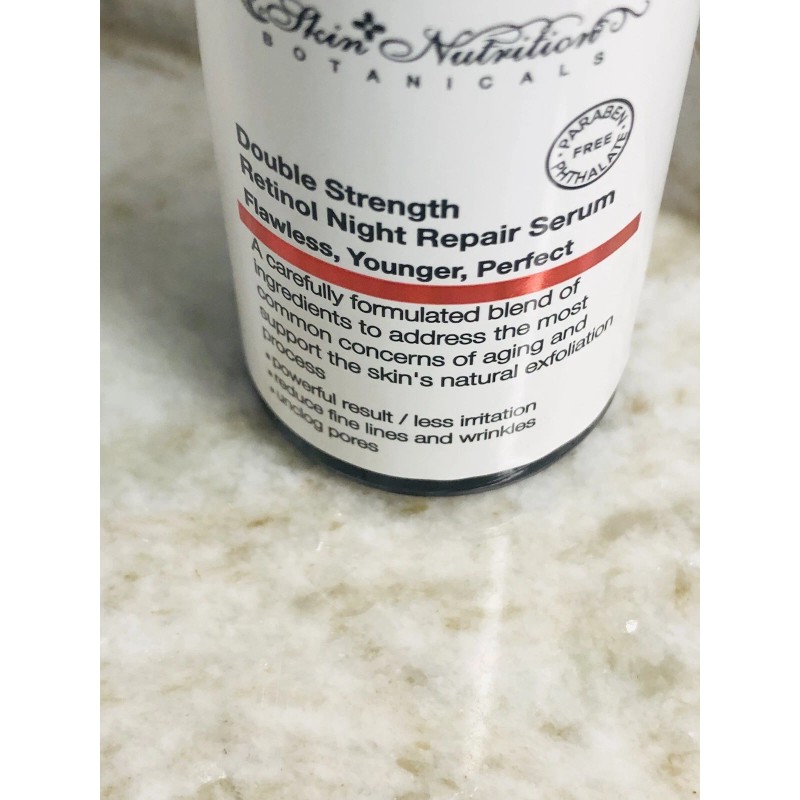 Skin Nutrition
BOTANICALS
PARABEN
FREE
PHTHALATE
Double Strength
Retinol Night Repair Serum
Flawless, Younger, Perfect
A carefully formulated blend of
ingredients to address the most
common concerns of aging and
support the skin's natural exfoliation
process
•powerful result / less irritation
•reduce fine lines and wrinkles
•unclog pores